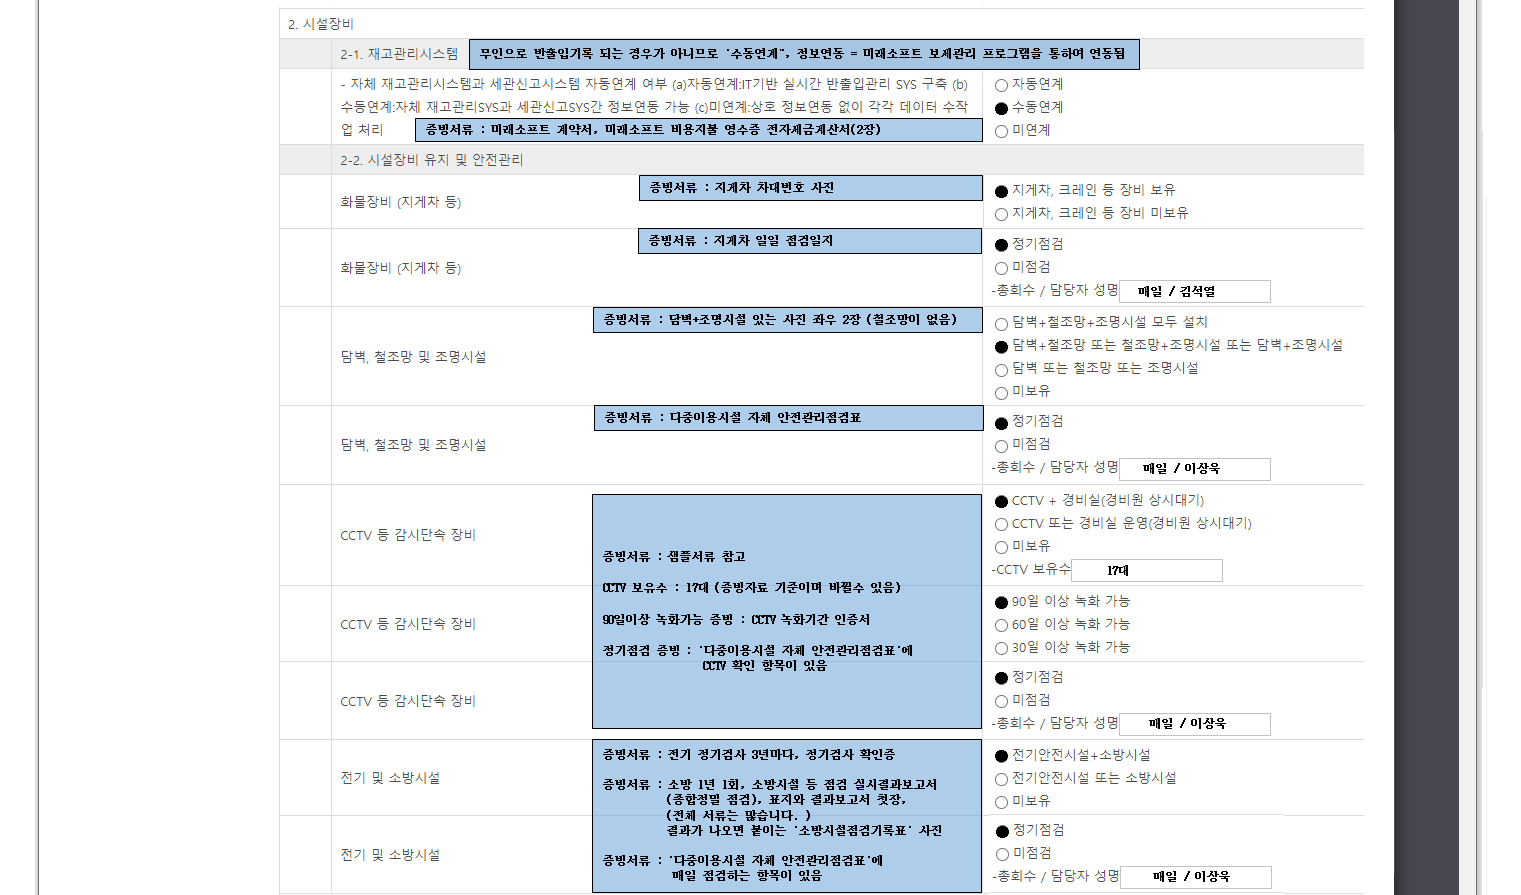 2. 시설장비
2-1. 재고관리시스템
무인으로 반출입기록 되는 경우가 아니므로 '수동연계", 정보연동 = 미래소프트 보세관리 프로그램을 통하여 연동됨
- 자체 재고관리시스템과 세관신고시스템 자동연계 여부 (a)자동연계:IT기반 실시간 반출입관리 SYS 구축 (b)
수동연계:자체 재고관리SYS과 세관신고SYS간 정보연동 가능 (c)미연계:상호 정보연동 없이 각각 데이터 수작
업 처리
증빙서류 : 미래소프트 계약서, 미래소프트 비용지불 영수증 전자세금계산서(2장)
자동연계
수동연계
미연계
2-2. 시설장비 유지 및 안전관리
화물장비 (지게차 등)
증빙서류 : 지게차 차대번호 사진
지게차, 크레인 등 장비 보유
지게차, 크레인 등 장비 미보유
화물장비 (지게차 등)
증빙서류 : 지게차 일일 점검일지
정기점검
미점검
-총회수 / 담당자 성명 매일 / 김석열
담벽, 철조망 및 조명시설
증빙서류 : 담벽+조명시설 있는 사진 좌우 2장 (철조망이 없음)
담벽+철조망+조명시설 모두 설치
담벽+철조망 또는 철조망+조명시설 또는 담벽+조명시설
담벽 또는 철조망 또는 조명시설
미보유
담벽, 철조망 및 조명시설
증빙서류 : 다중이용시설 자체 안전관리점검표
정기점검
미점검
-총회수 / 담당자 성명 매일 / 이상욱
CCTV 등 감시단속 장비
증빙서류 : 샘플서류 참고
CCTV 보유수 : 17대 (증빙자료 기준이며 바뀔수 있음)
90일이상 녹화가능 증빙 : CCTV 녹화기간 인증서
정기점검 증빙 : '다중이용시설 자체 안전관리점검표'에
CCTV 확인 항목이 있음
CCTV + 경비실(경비원 상시대기)
CCTV 또는 경비실 운영(경비원 상시대기)
미보유
-CCTV 보유수 17대
CCTV 등 감시단속 장비
90일 이상 녹화 가능
60일 이상 녹화 가능
30일 이상 녹화 가능
CCTV 등 감시단속 장비
정기점검
미점검
-총회수 / 담당자 성명 매일 / 이상욱
전기 및 소방시설
증빙서류 : 전기 정기검사 3년마다, 정기검사 확인증
증빙서류 : 소방 1년 1회, 소방시설 등 점검 실시결과보고서
(종합정밀 점검), 표지와 결과보고서 첫장,
(전체 서류는 많습니다. )
결과가 나오면 붙이는 '소방시설점검기록표' 사진
증빙서류 : '다중이용시설 자체 안전관리점검표'에
매일 점검하는 항목이 있음
전기안전시설+소방시설
전기안전시설 또는 소방시설
미보유
전기 및 소방시설
정기점검
미점검
-총회수 / 담당자 성명 매일 / 이상욱